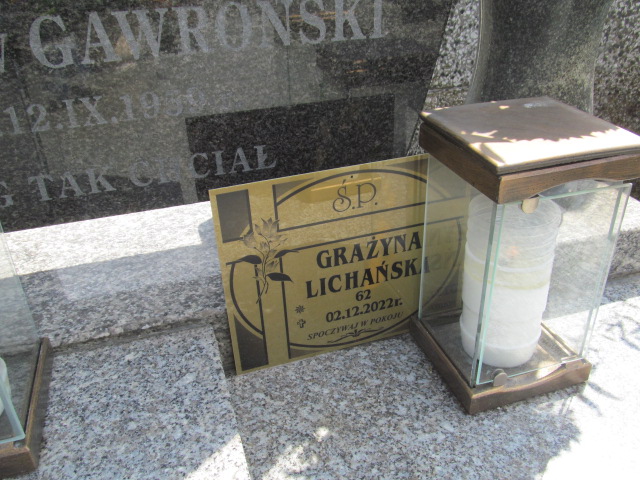 GAWROŃSKI
12.IX.19
TAK CHCIAŁ
Ś.P.
GRAŻYNA
LICHAŃSKA
62
02.12.2022r.
SPOCZYWAJ W POKOJU